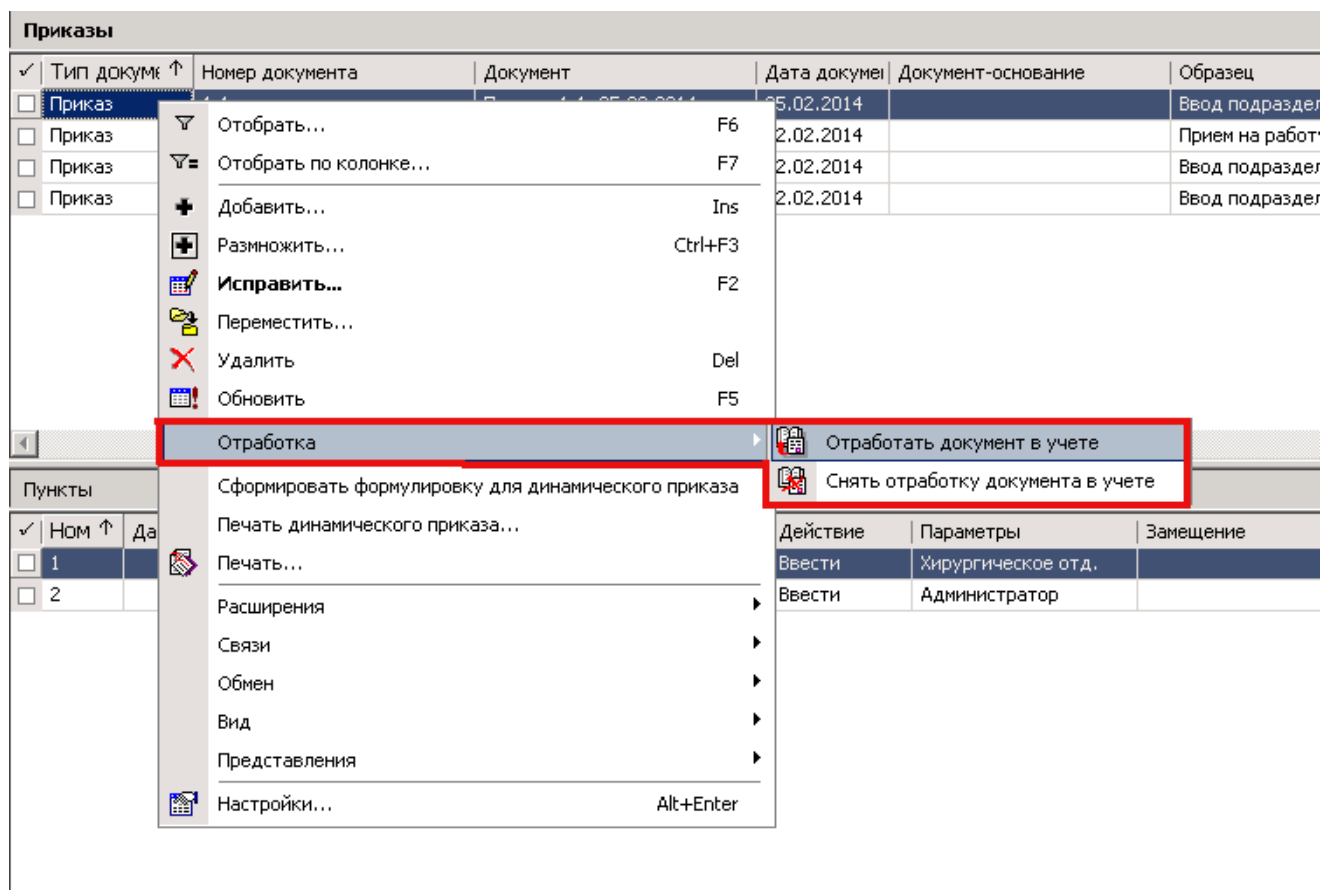 Приказы
Тип докуме Номер документа Документ Дата докумен Документ-основание Образец
Приказ 05.02.2014 Ввод подраздел
Отобрать... F6
Приказ 2.02.2014 Прием на работ
Отобрать по колонке... F7
Приказ 2.02.2014 Ввод подраздел
Приказ 2.02.2014 Ввод подраздел
Добавить... Ins
Размножить... Ctrl+F3
Исправить... F2
Переместить...
Удалить Del
Обновить F5
Отработка Отработать документ в учете
Снять отработку документа в учете
Пункты Сформировать формулировку для динамического приказа
Печать динамического приказа...
Ном Да Действие Параметры Замещение
1 Печать... Ввести Хирургическое отд.
2 Ввести Администратор
Расширения
Связи
Обмен
Вид
Представления
Настройки... Alt+Enter